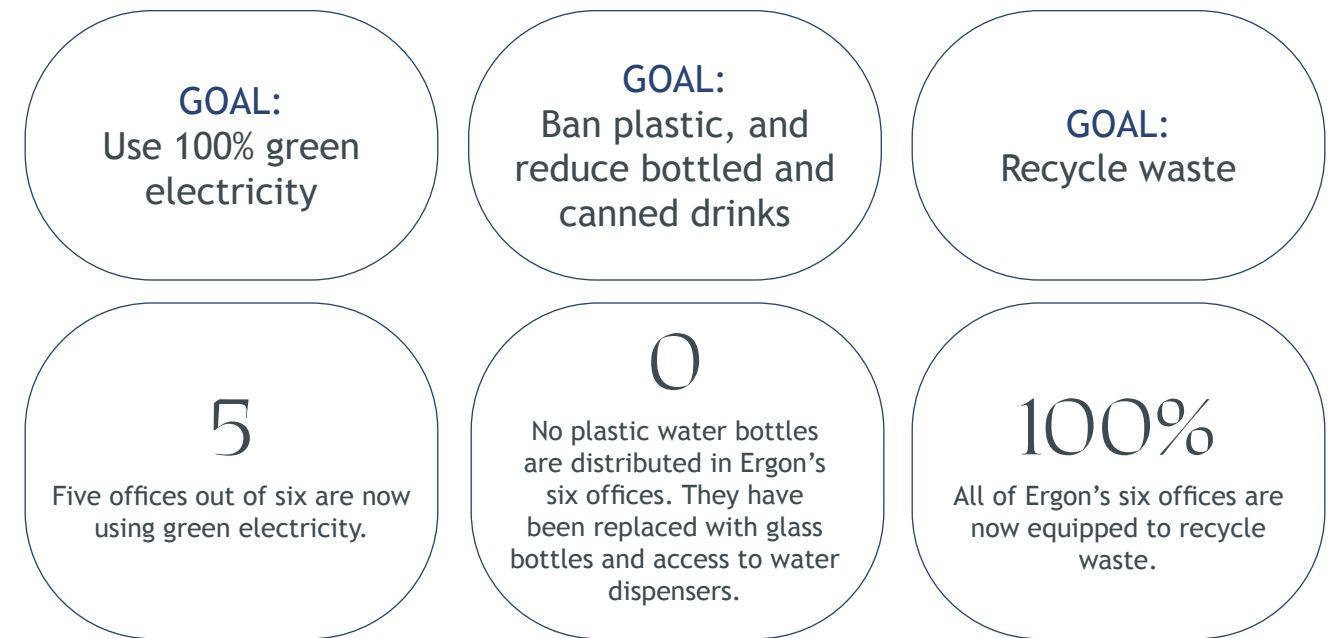 GOAL:
Use 100% green
electricity
GOAL:
Ban plastic, and
reduce bottled and
canned drinks
GOAL:
Recycle waste
5
Five offices out of six are now
using green electricity.
0
No plastic water bottles
are distributed in Ergon’s
six offices. They have
been replaced with glass
bottles and access to water
dispensers.
100%
All of Ergon’s six offices are
now equipped to recycle
waste.